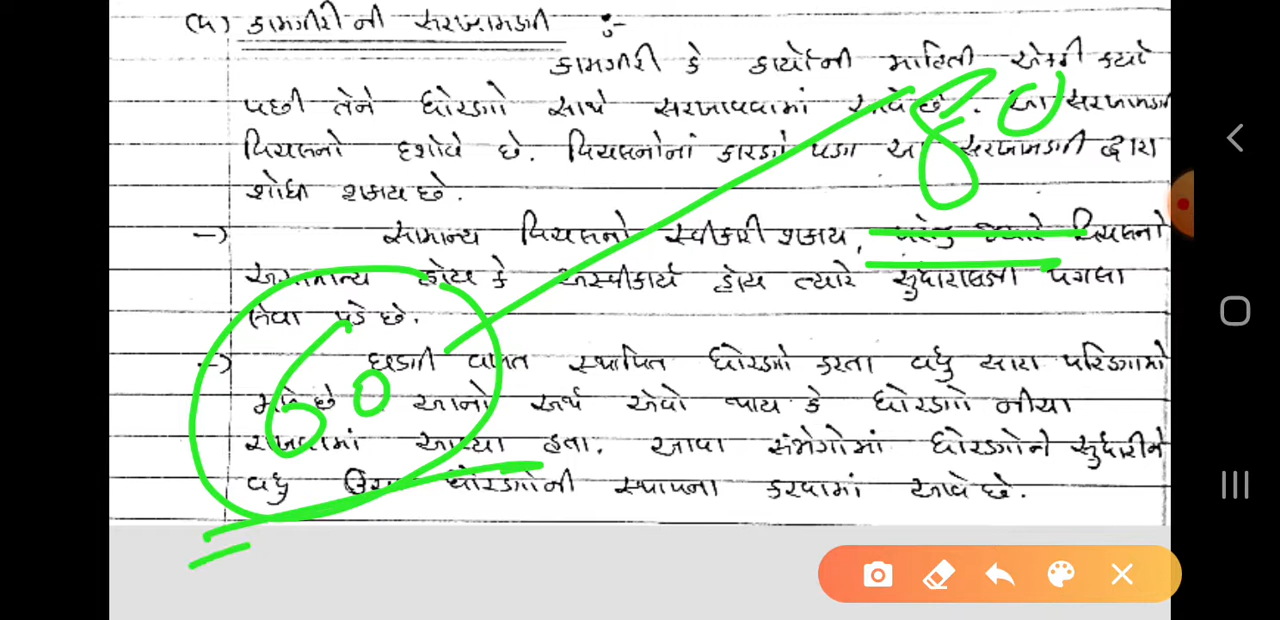 (૫) કામગીરી ની સરખામણી :-
કામગીરી કે કાર્યોની માહિતી એકઠી કર્યા
પછી તેને ધોરણો સાથે સરખાવવામાં આવે છે. આ સરખામણી
વિચલનો દર્શાવે છે. વિચલનોનાં કારણો પણ આ સરખામણી દ્વારા
શોધી શકાય છે.
→) સામાન્ય વિચલનો સ્વીકારી શકાય, પરંતુ જ્યારે વિચલનો
અસામાન્ય હોય કે અસ્વીકાર્ય હોય ત્યારે સુધારાલક્ષી પગલા
લેવા પડે છે.
→) ઘણી વખત સ્થાપિત ધોરણો કરતા વધુ સારા પરિણામો
મળે છે. આનો અર્થ એવો થાય કે ધોરણો નીચા
રાખવામાં આવ્યા હતા. આવા સંજોગોમાં ધોરણોને સુધારીને
વધુ ઉંચા ધોરણોની સ્થાપના કરવામાં આવે છે.
80
60